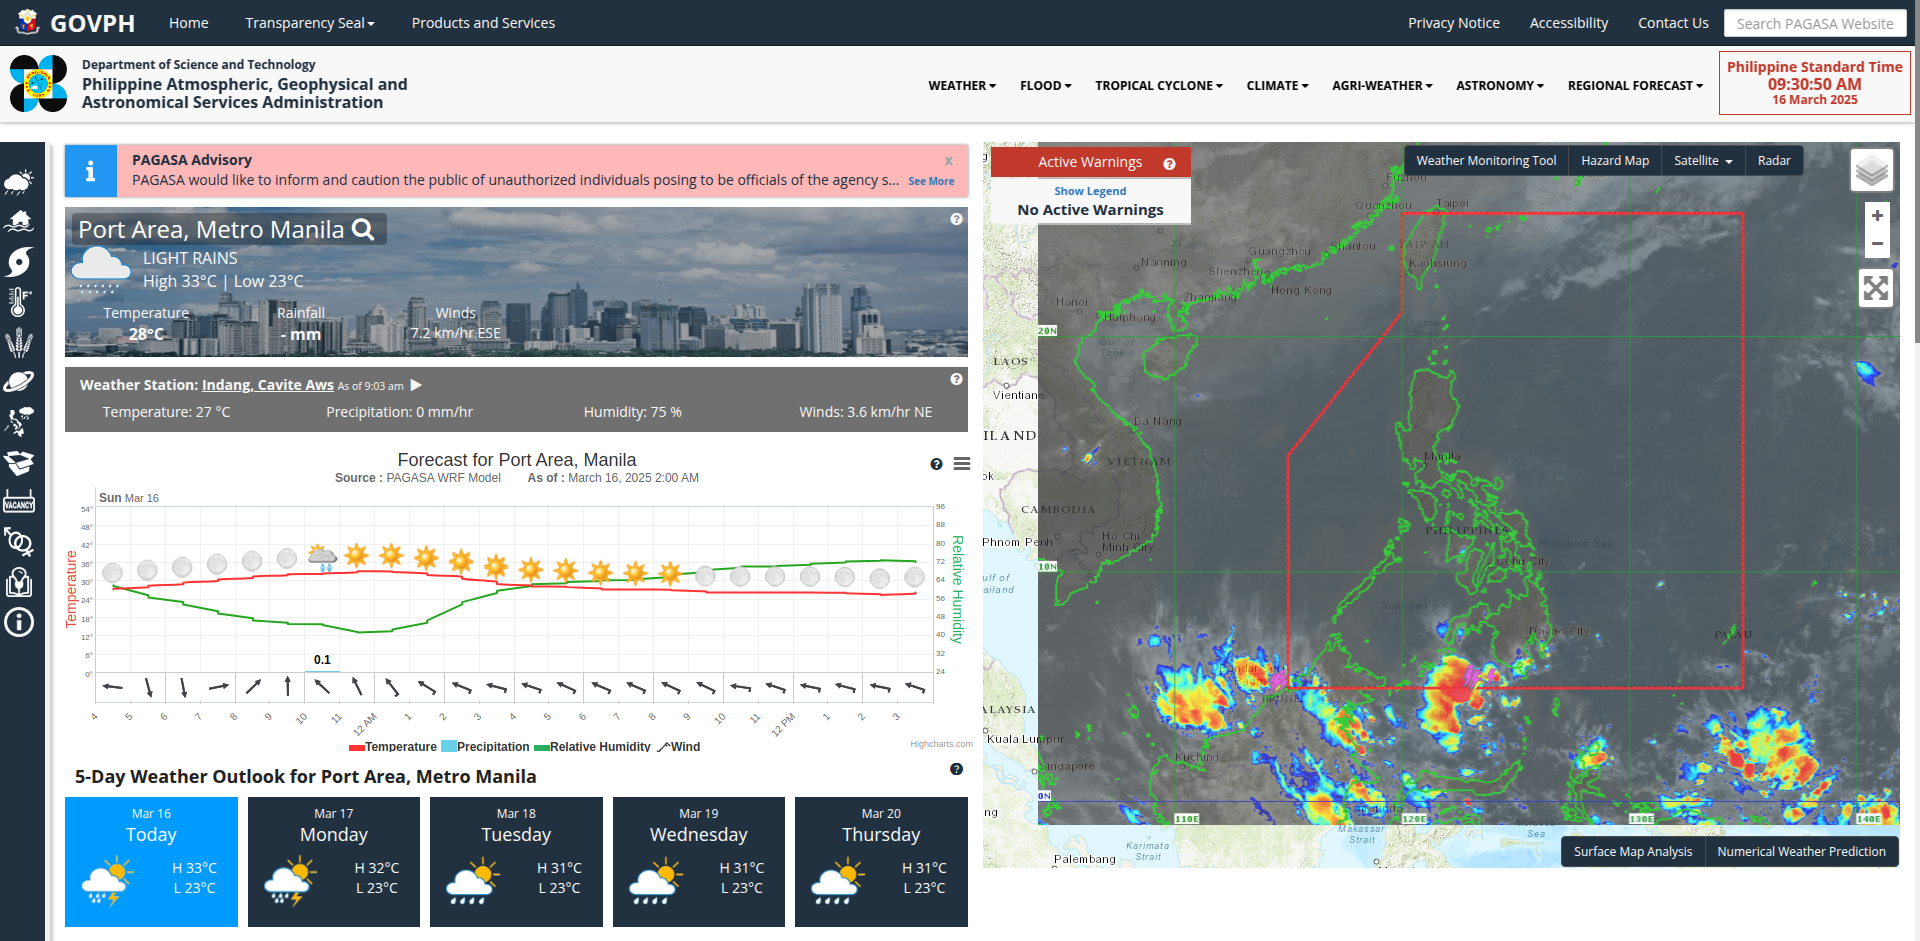 GOVPH
Home
Transparency Seal
Products and Services
Privacy Notice
Accessibility
Contact Us
Search PAGASA Website
Department of Science and Technology
Philippine Atmospheric, Geophysical and
Astronomical Services Administration
WEATHER
FLOOD
TROPICAL CYCLONE
CLIMATE
AGRI-WEATHER
ASTRONOMY
REGIONAL FORECAST
Philippine Standard Time
09:30:50 AM
16 March 2025
VACANCY
PAGASA Advisory
x
PAGASA would like to inform and caution the public of unauthorized individuals posing to be officials of the agency s... See More
Port Area, Metro Manila
LIGHT RAINS
High 33°C | Low 23°C
Temperature
Rainfall
Winds
28°C
- mm
7.2 km/hr ESE
Weather Station: Indang, Cavite Aws As of 9:03 am
Temperature: 27 °C
Precipitation: 0 mm/hr
Humidity: 75 %
Winds: 3.6 km/hr NE
Forecast for Port Area, Manila
Source : PAGASA WRF Model As of : March 16, 2025 2:00 AM
Sun Mar 16
54°
48°
42°
36°
30°
24°
18°
12°
6°
0°
Temperature
96
88
80
72
64
56
48
40
32
24
Relative Humidity
0.1
4 5 6 7 8 9 10 11 12 AM 1 2 3 4 5 6 7 8 9 10 11 12 PM 1 2 3
Temperature Precipitation Relative Humidity Wind
Highcharts.com
5-Day Weather Outlook for Port Area, Metro Manila
Mar 16
Today
H 33°C
L 23°C
Mar 17
Monday
H 32°C
L 23°C
Mar 18
Tuesday
H 31°C
L 23°C
Mar 19
Wednesday
H 31°C
L 23°C
Mar 20
Thursday
H 31°C
L 23°C
Active Warnings
Show Legend
No Active Warnings
Weather Monitoring Tool
Hazard Map
Satellite
Radar
+
−
Fuzhou
Quanzhou
Taipei
Shantou
TAIWAN
Guangzhou
Kaohsiung
Nanning
Shenzhen
Hong Kong
Hanoi
Zhanjiang
Haiphong
Luzon
Strait
20N
Gulf of
Tonkin
LAOS
Vientiane
Da Nang
ILAND
Manila
VIETNAM
ok
CAMBODIA
PHILIPPINES
Phnom Penh
Ho Chi
Minh City
Philippine Sea
Cebu City
10N
ulf of
ailand
Sulu Sea
Davao City
PALAU
BRUNEI
ALAYSIA
Kuala Lumpur
Kuching
Singapore
0N
Samarinda
110E
120E
130E
140E
ng
Makassar
Strait
Molucca
Sea
Karimata
Strait
Palembang
Surface Map Analysis
Numerical Weather Prediction